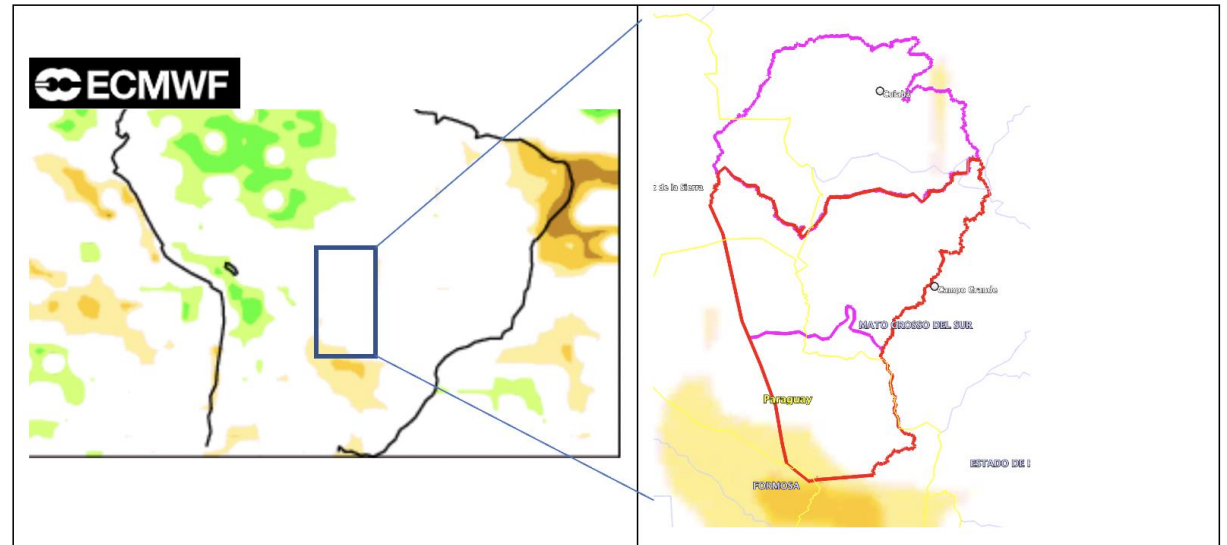 ECMWF
Cuiabá
z de la Sierra
Campo Grande
MATO GROSSO DEL SUR
Paraguay
ESTADO DE
FORMOSA